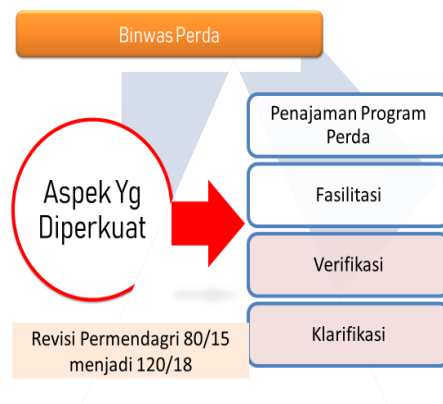 Binwas Perda
Aspek Yg
Diperkuat
Penajaman Program
Perda
Fasilitasi
Verifikasi
Klarifikasi
Revisi Permendagri 80/15
menjadi 120/18